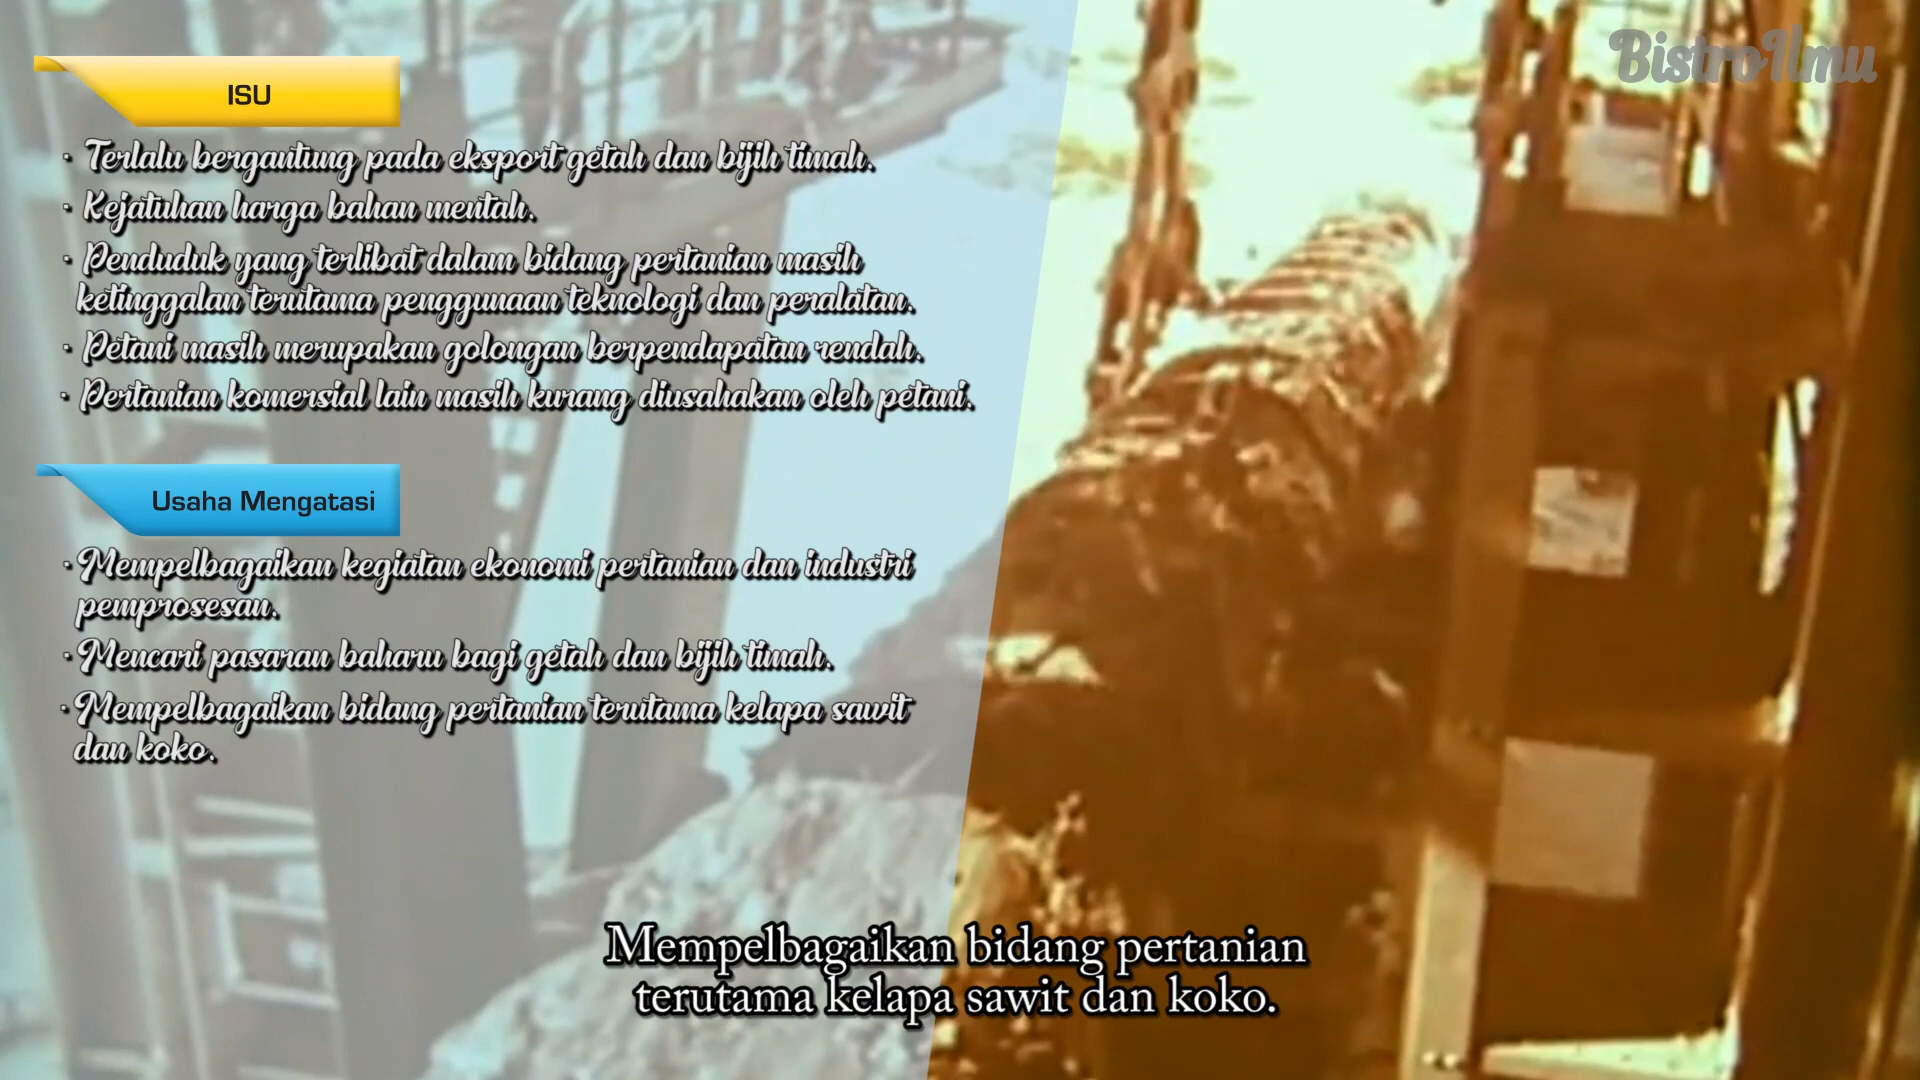 BistroIlmu
ISU
• Terlalu bergantung pada eksport getah dan bijih timah.
• Kejatuhan harga bahan mentah.
• Penduduk yang terlibat dalam bidang pertanian masih
ketinggalan terutama penggunaan teknologi dan peralatan.
• Petani masih merupakan golongan berpendapatan rendah.
• Pertanian komersial lain masih kurang diusahakan oleh petani.
Usaha Mengatasi
• Mempelbagaikan kegiatan ekonomi pertanian dan industri
pemprosesan.
• Mencari pasaran baharu bagi getah dan bijih timah.
• Mempelbagaikan bidang pertanian terutama kelapa sawit
dan koko.
Mempelbagaikan bidang pertanian
terutama kelapa sawit dan koko.